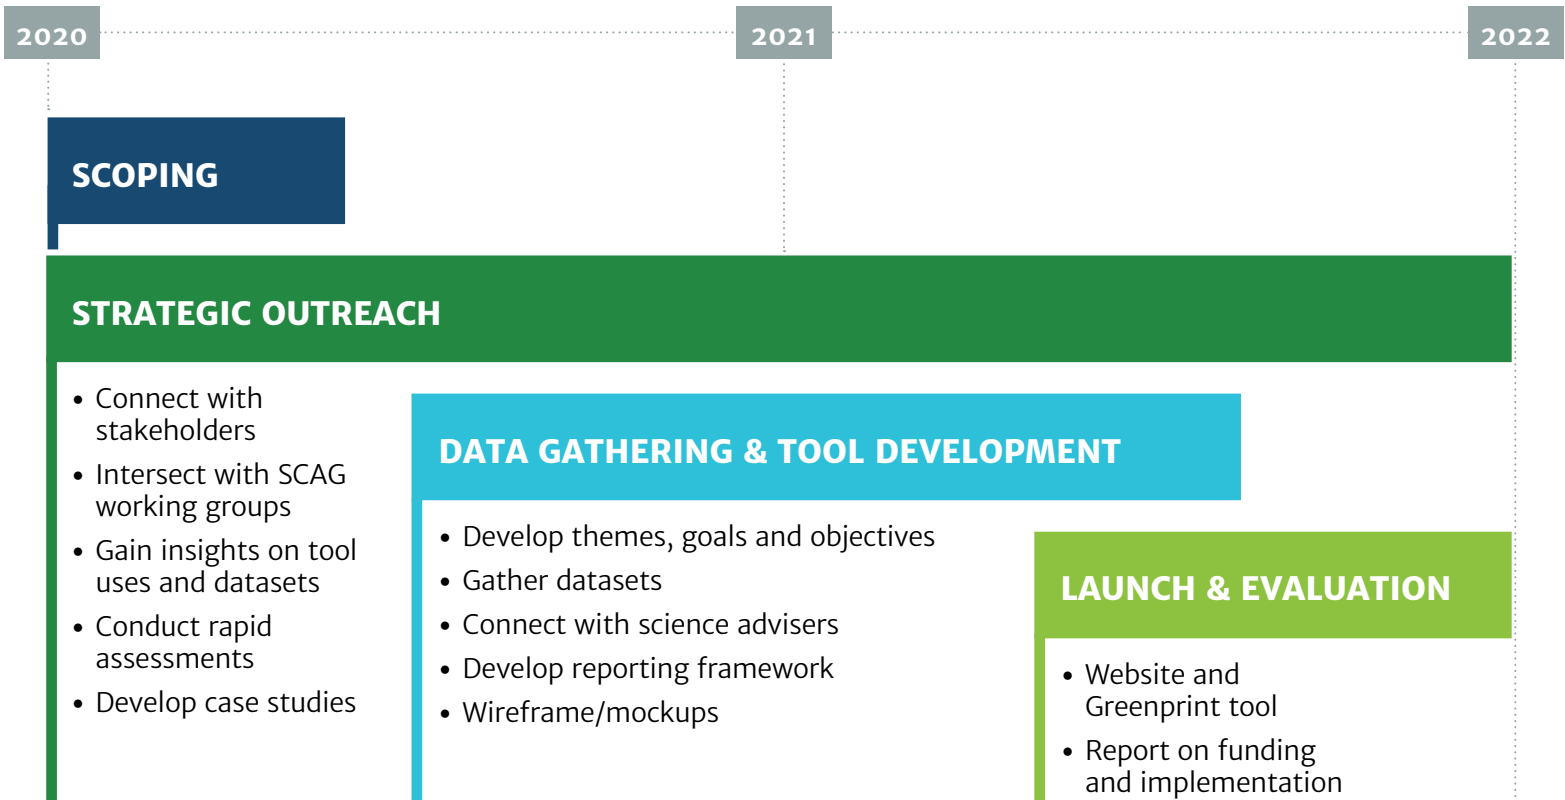 2020
2021
2022
SCOPING
STRATEGIC OUTREACH
• Connect with
stakeholders
• Intersect with SCAG
working groups
• Gain insights on tool
uses and datasets
• Conduct rapid
assessments
• Develop case studies
DATA GATHERING & TOOL DEVELOPMENT
• Develop themes, goals and objectives
• Gather datasets
• Connect with science advisers
• Develop reporting framework
• Wireframe/mockups
LAUNCH & EVALUATION
• Website and
Greenprint tool
• Report on funding
and implementation